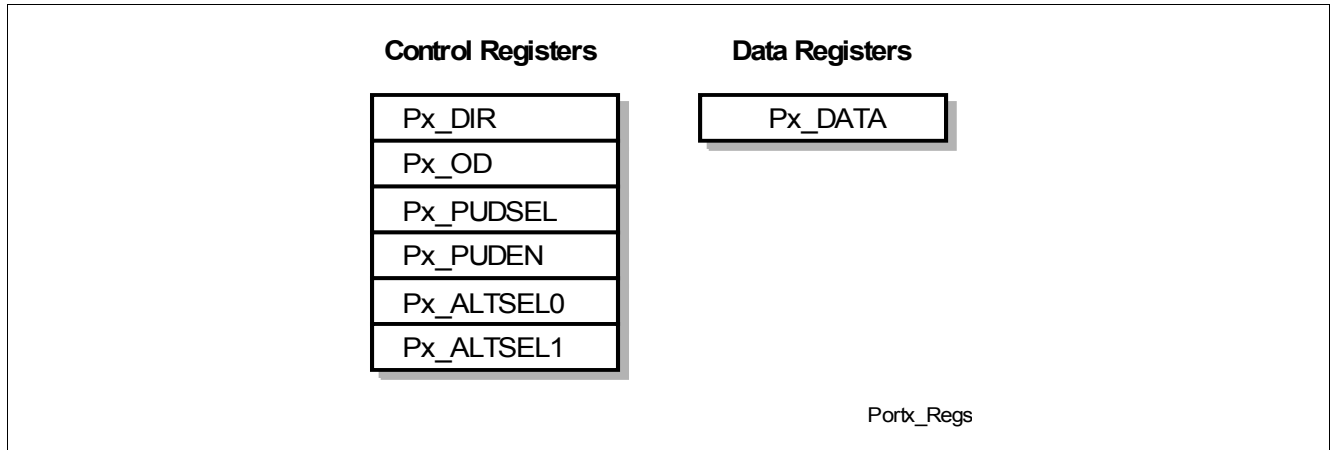 Control Registers
Data Registers
Px_DIR
Px_DATA
Px_OD
Px_PUDSEL
Px_PUDEN
Px_ALTSEL0
Px_ALTSEL1
Portx_Regs